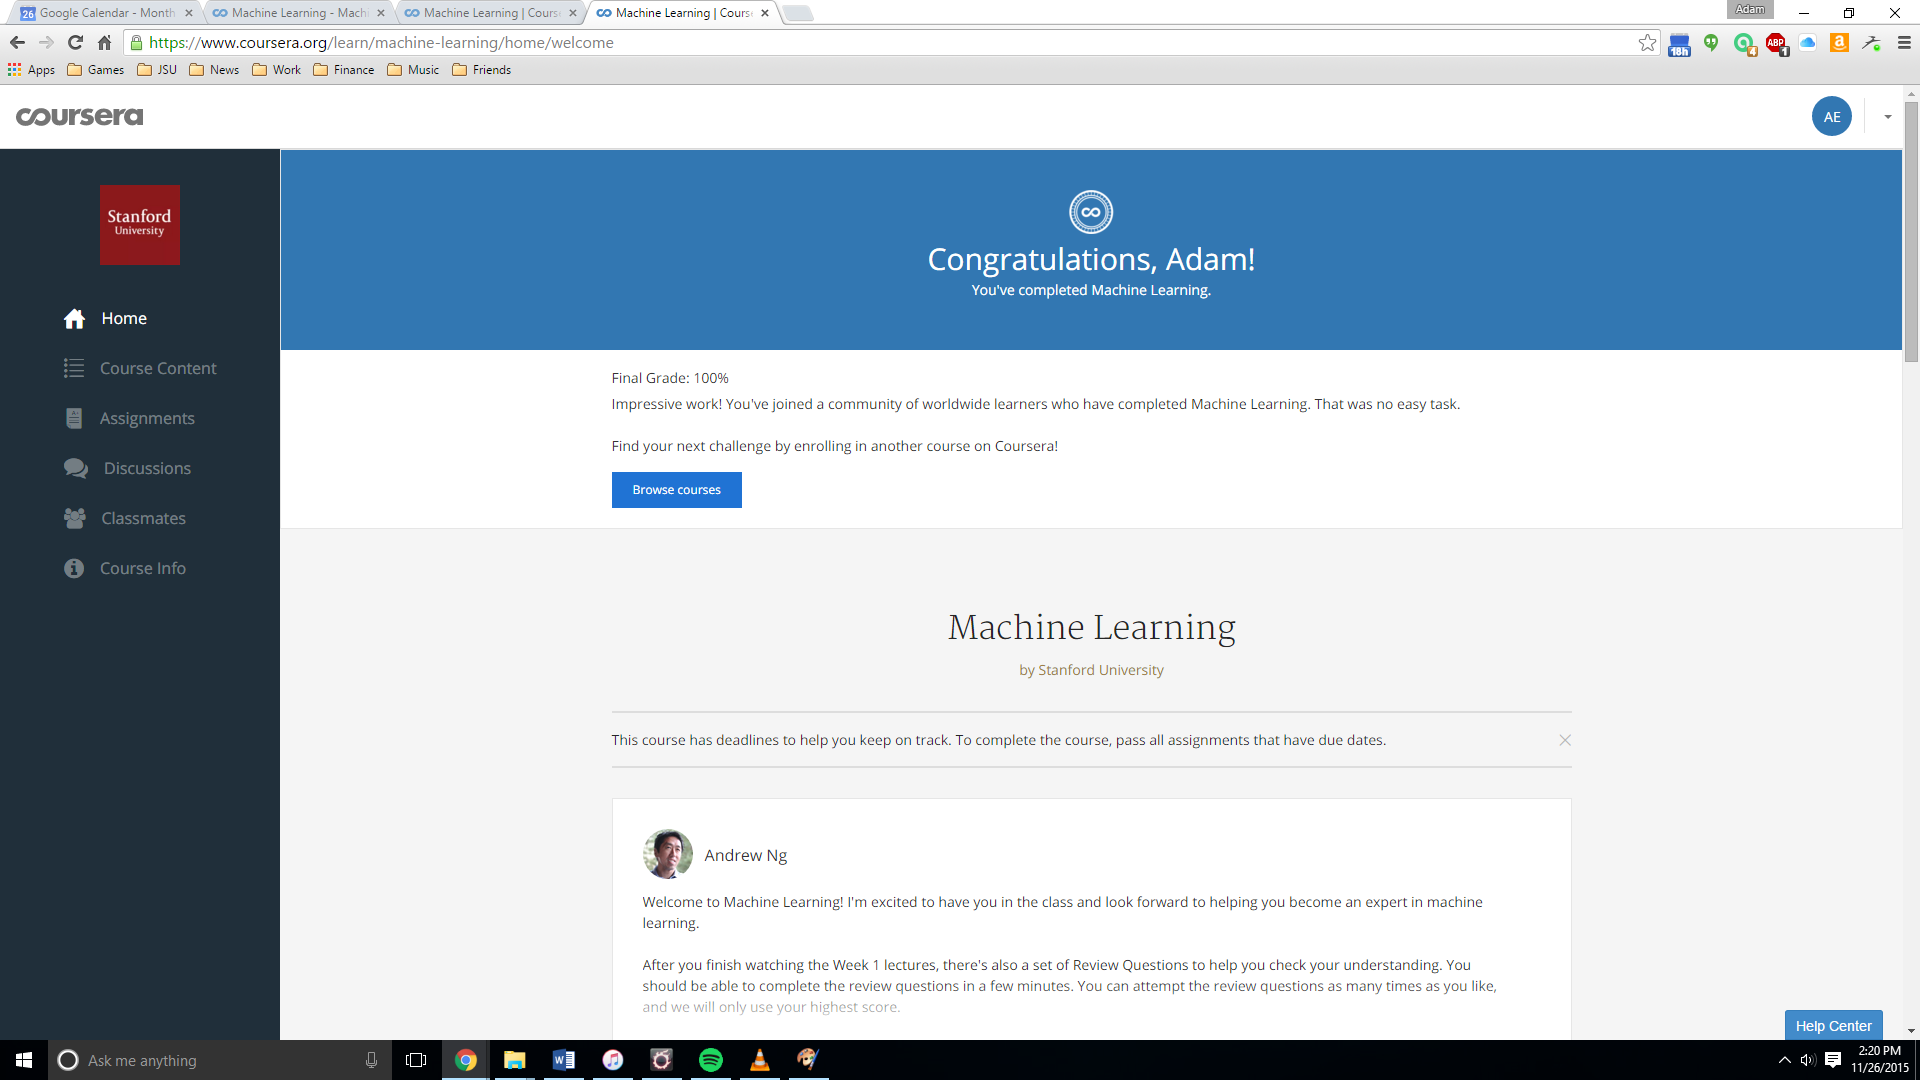 26 Google Calendar - Month
Machine Learning - Machi
Machine Learning | Course
Machine Learning | Course
Adam
https://www.coursera.org/learn/machine-learning/home/welcome
18h
4
ABP
1
a
Apps
Games
JSU
News
Work
Finance
Music
Friends
coursera
AE
Stanford
University
Home
Course Content
Assignments
Discussions
Classmates
Course Info
Congratulations, Adam!
You've completed Machine Learning.
Final Grade: 100%
Impressive work! You've joined a community of worldwide learners who have completed Machine Learning. That was no easy task.
Find your next challenge by enrolling in another course on Coursera!
Browse courses
Machine Learning
by Stanford University
This course has deadlines to help you keep on track. To complete the course, pass all assignments that have due dates.
Andrew Ng
Welcome to Machine Learning! I'm excited to have you in the class and look forward to helping you become an expert in machine
learning.
After you finish watching the Week 1 lectures, there's also a set of Review Questions to help you check your understanding. You
should be able to complete the review questions in a few minutes. You can attempt the review questions as many times as you like,
and we will only use your highest score.
Help Center
Ask me anything
2:20 PM
11/26/2015